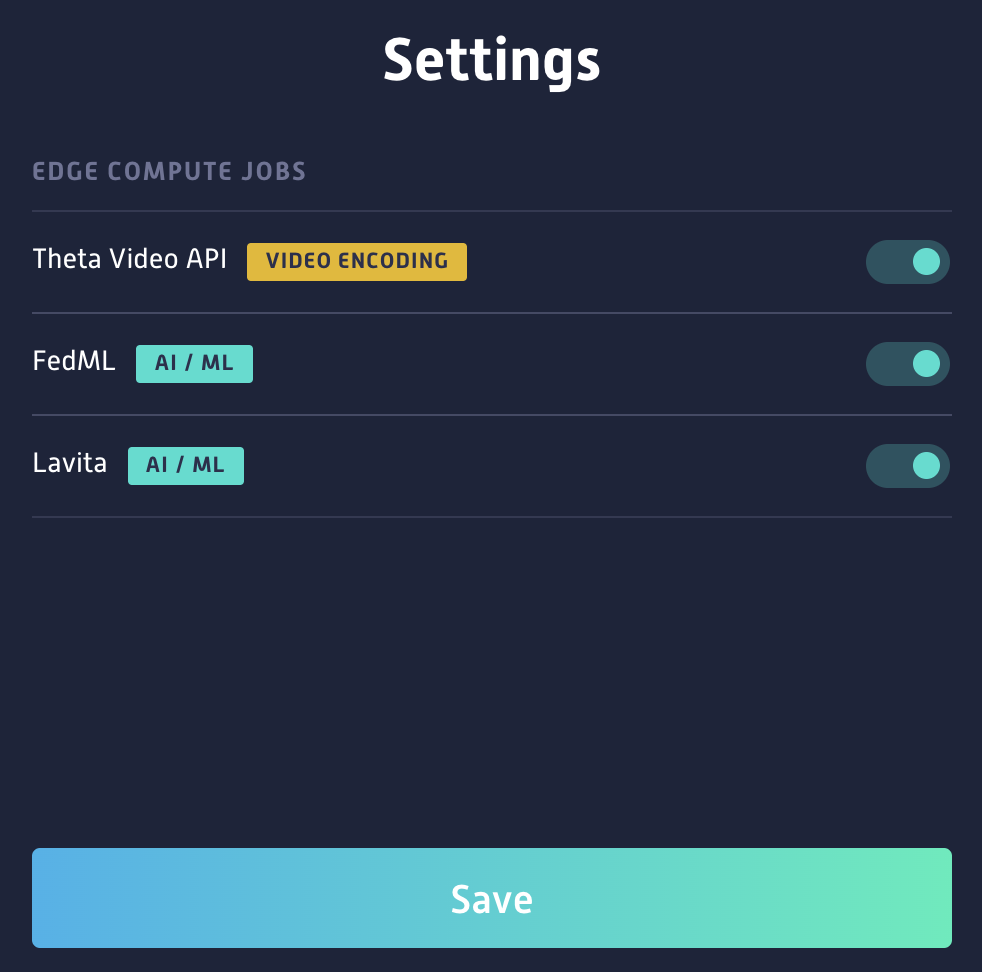 Settings
EDGE COMPUTE JOBS
Theta Video API VIDEO ENCODING
FedML AI / ML
Lavita AI / ML
Save